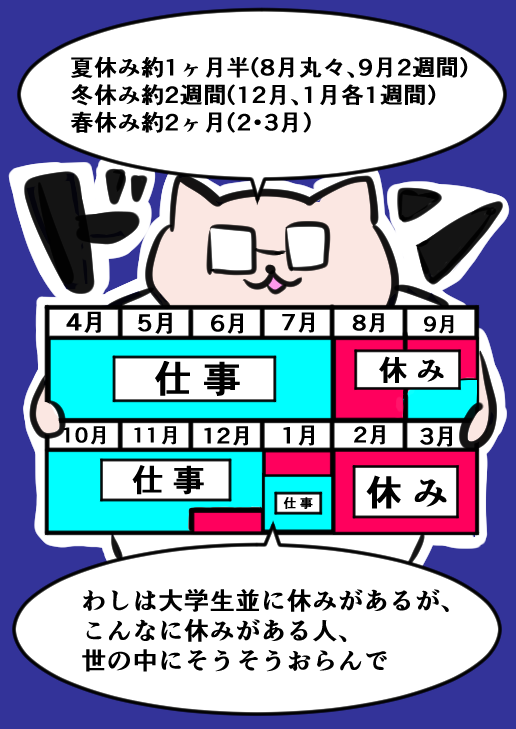 夏休み約1ヶ月半(8月丸々、9月2週間)
冬休み約2週間(12月、1月各1週間)
春休み約2ヶ月(2・3月)
ドン
4月 5月 6月 7月 8月 9月
仕事 休み
10月 11月 12月 1月 2月 3月
仕事 仕事 休み
わしは大学生並に休みがあるが、
こんなに休みがある人、
世の中にそうそうおらんで